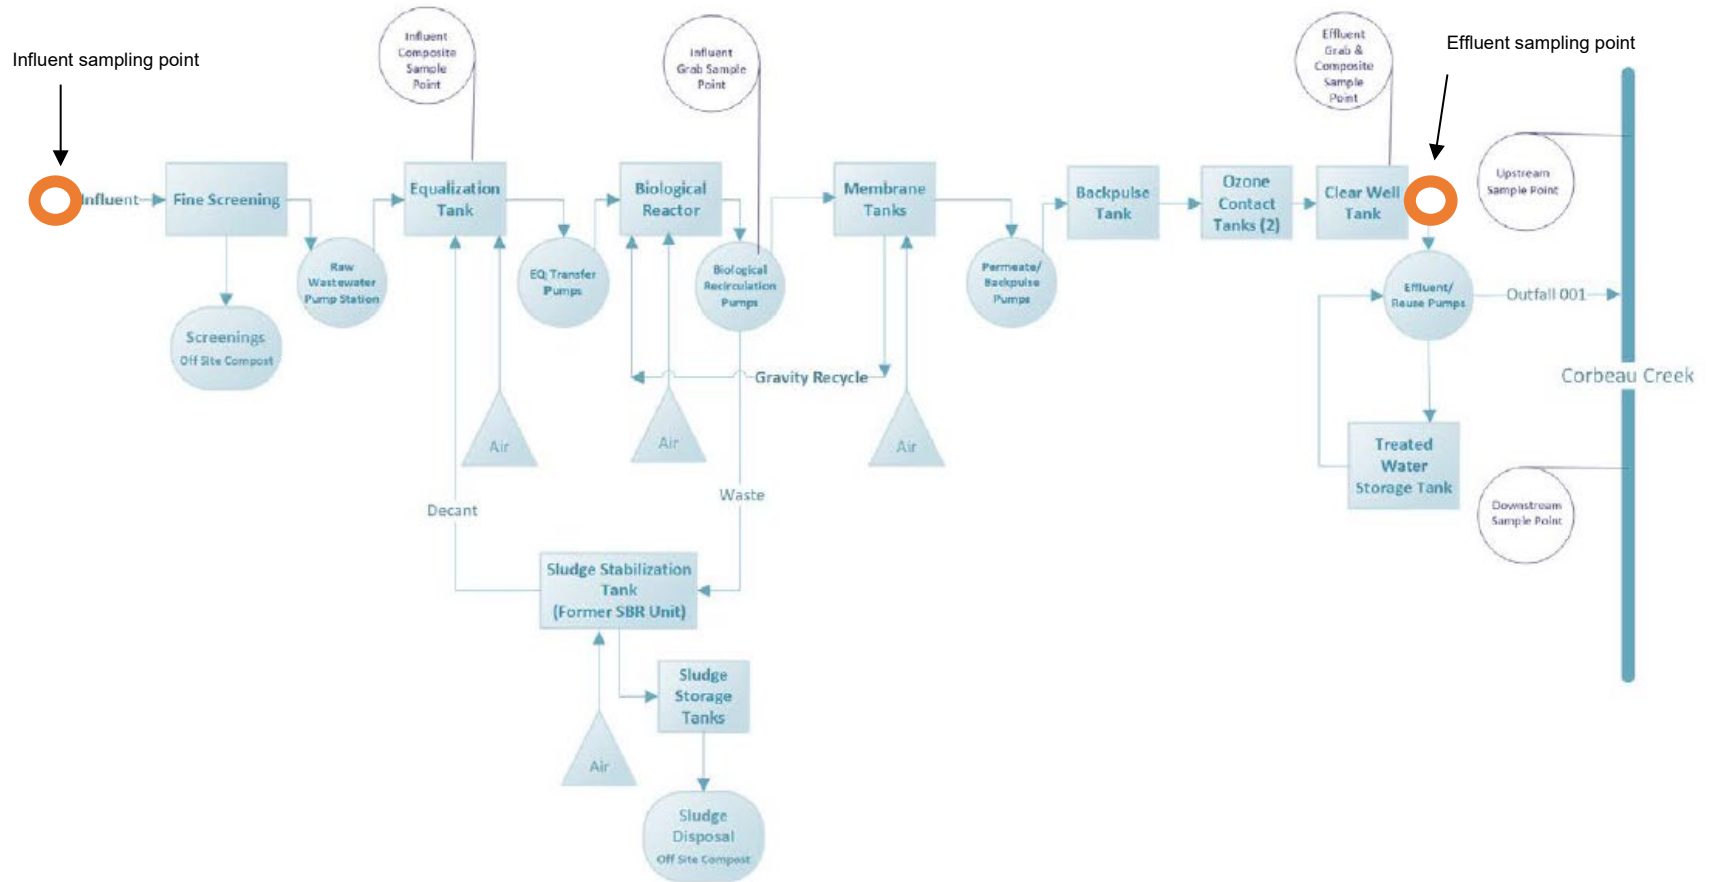 Influent sampling point
Effluent sampling point
Influent
Composite
Sample
Point
Influent
Grab Sample
Point
Effluent
Grab &
Composite
Sample
Point
Upstream
Sample Point
Influent
Fine Screening
Equalization
Tank
Biological
Reactor
Membrane
Tanks
Backpulse
Tank
Ozone
Contact
Tanks (2)
Clear Well
Tank
Raw
Wastewater
Pump Station
EQ Transfer
Pumps
Biological
Recirculation
Pumps
Permeate/
Backpulse
Pumps
Effluent/
Reuse Pumps
Outfall 001
Screenings
Off Site Compost
Gravity Recycle
Corbeau Creek
Air
Air
Air
Treated
Water
Storage Tank
Decant
Waste
Downstream
Sample Point
Sludge Stabilization
Tank
(Former SBR Unit)
Sludge
Storage
Tanks
Air
Sludge
Disposal
Off Site Compost